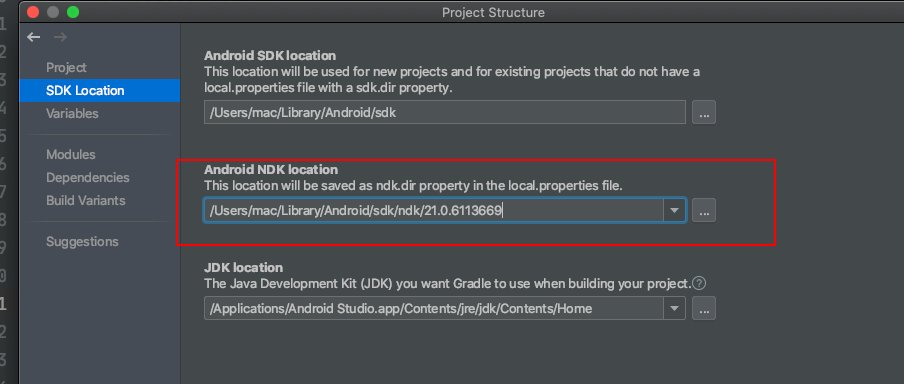 Project Structure
Project
SDK Location
Variables
Modules
Dependencies
Build Variants
Suggestions
Android SDK location
This location will be used for new projects and for existing projects that do not have a
local.properties file with a sdk.dir property.
/Users/mac/Library/Android/sdk
...
Android NDK location
This location will be saved as ndk.dir property in the local.properties file.
/Users/mac/Library/Android/sdk/ndk/21.0.6113669
...
JDK location
The Java Development Kit (JDK) you want Gradle to use when building your project.?
/Applications/Android Studio.app/Contents/jre/jdk/Contents/Home
...